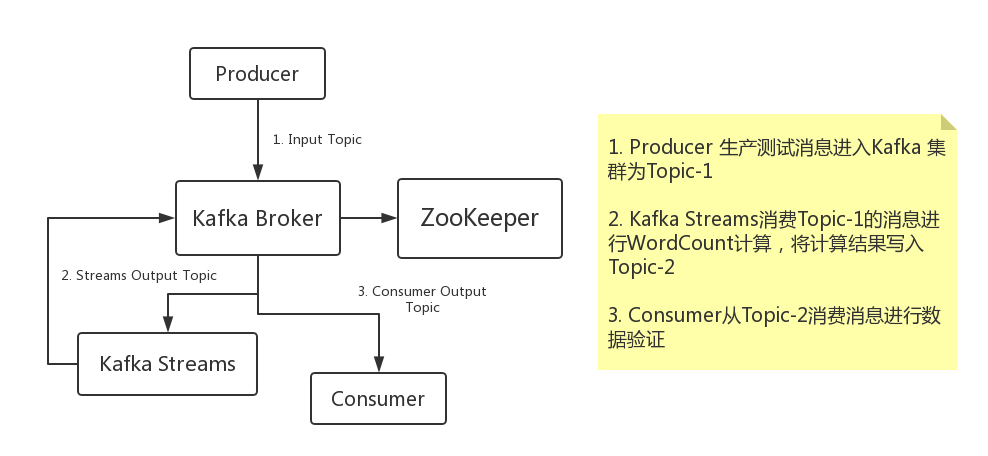 Producer
1. Input Topic
Kafka Broker
ZooKeeper
2. Streams Output Topic
3. Consumer Output
Topic
Kafka Streams
Consumer
1. Producer 生产测试消息进入Kafka 集
群为Topic-1
2. Kafka Streams消费Topic-1的消息进
行WordCount计算，将计算结果写入
Topic-2
3. Consumer从Topic-2消费消息进行数
据验证